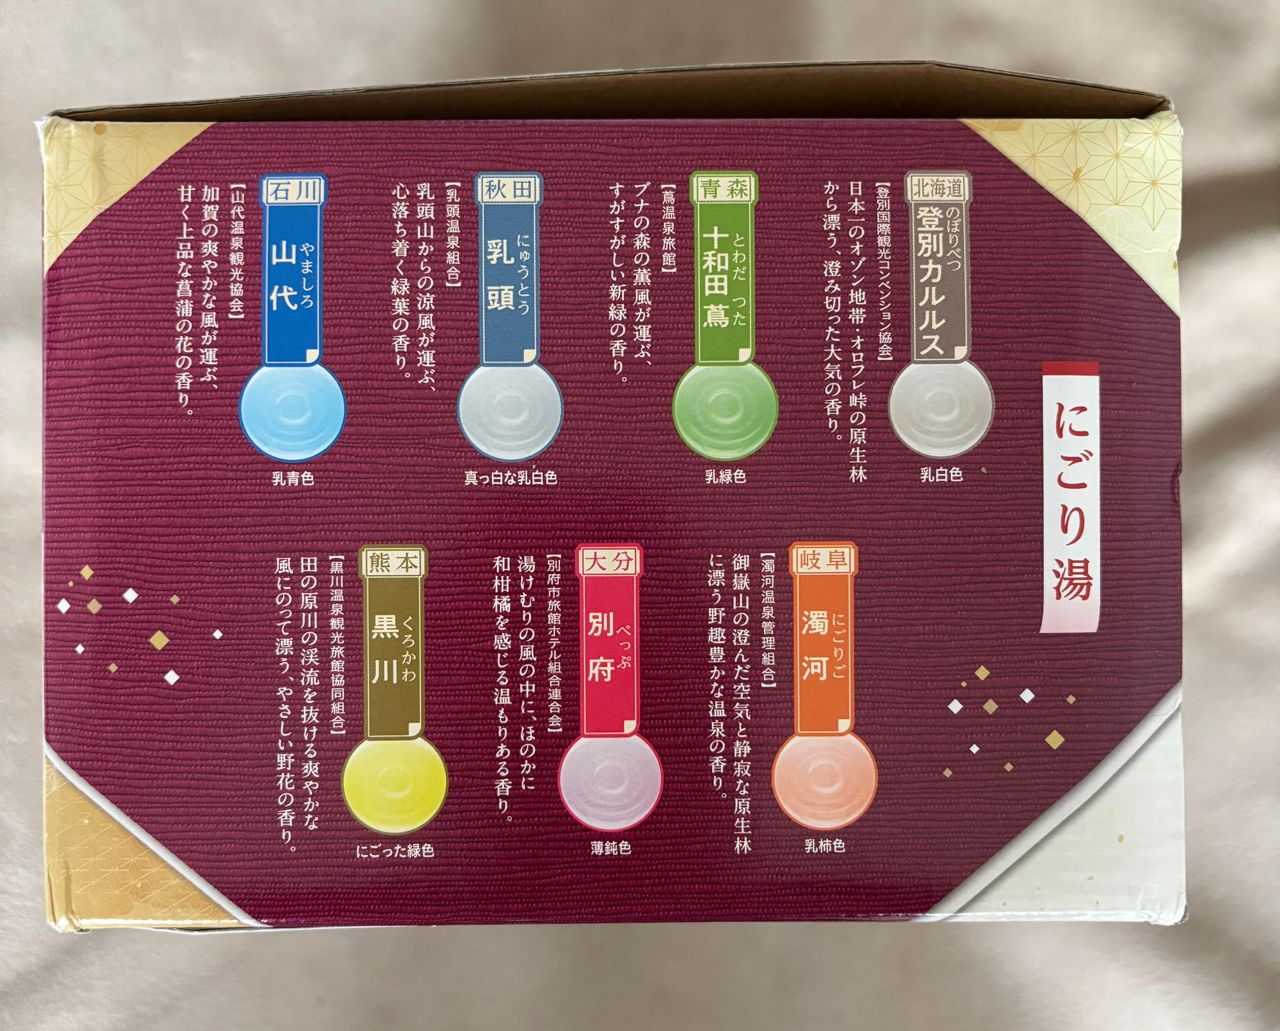 にごり湯
北海道
登別カルルス
のぼりべつ
【登別国際観光コンベンション協会】
日本一のオゾン地帯・オロフレ峠の原生林
から漂う、澄み切った大気の香り。
乳白色
青森
十和田 蔦
とわだ つた
【蔦温泉旅館】
ブナの森の薫風が運ぶ、
すがすがしい新緑の香り。
乳緑色
秋田
乳頭
にゅうとう
【乳頭温泉組合】
乳頭山からの涼風が運ぶ、
心落ち着く緑葉の香り。
真っ白な乳白色
石川
山代
やましろ
【山代温泉観光協会】
加賀の爽やかな風が運ぶ、
甘く上品な菖蒲の花の香り。
乳青色
岐阜
濁河
にごりご
【濁河温泉管理組合】
御嶽山の澄んだ空気と静寂な原生林
に漂う野趣豊かな温泉の香り。
乳柿色
大分
別府
べっぷ
【別府市旅館ホテル組合連合会】
湯けむりの風の中に、ほのかに
和柑橘を感じる温もりある香り。
薄鈍色
熊本
黒川
くろかわ
【黒川温泉観光旅館協同組合】
田の原川の渓流を抜ける爽やかな
風にのって漂う、やさしい野花の香り。
にごった緑色